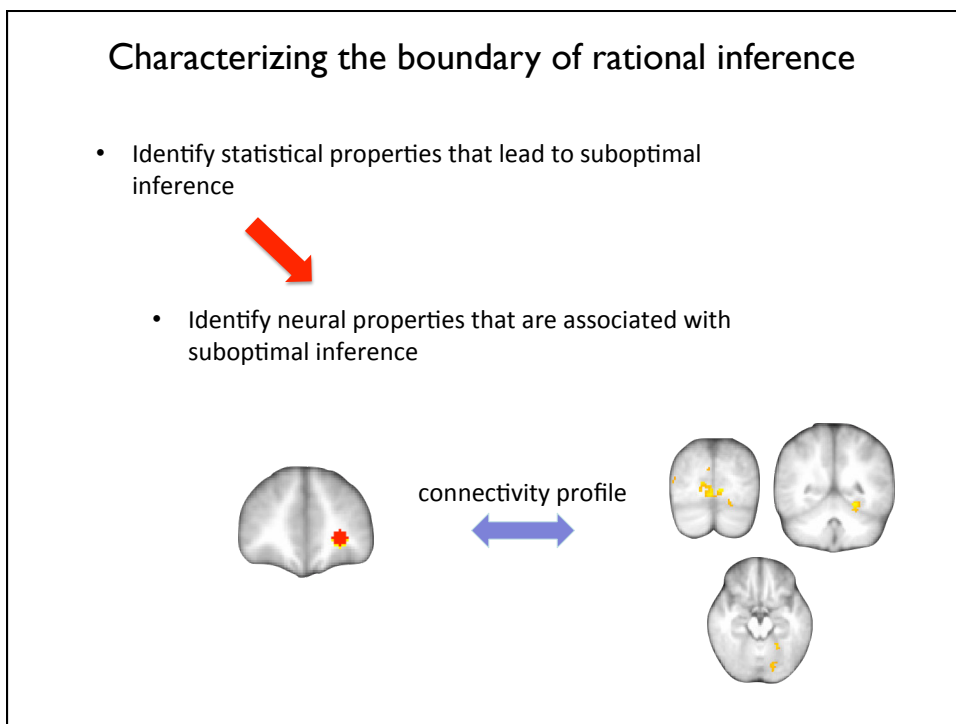 Characterizing the boundary of rational inference
• Identify statistical properties that lead to suboptimal
inference
• Identify neural properties that are associated with
suboptimal inference
connectivity profile